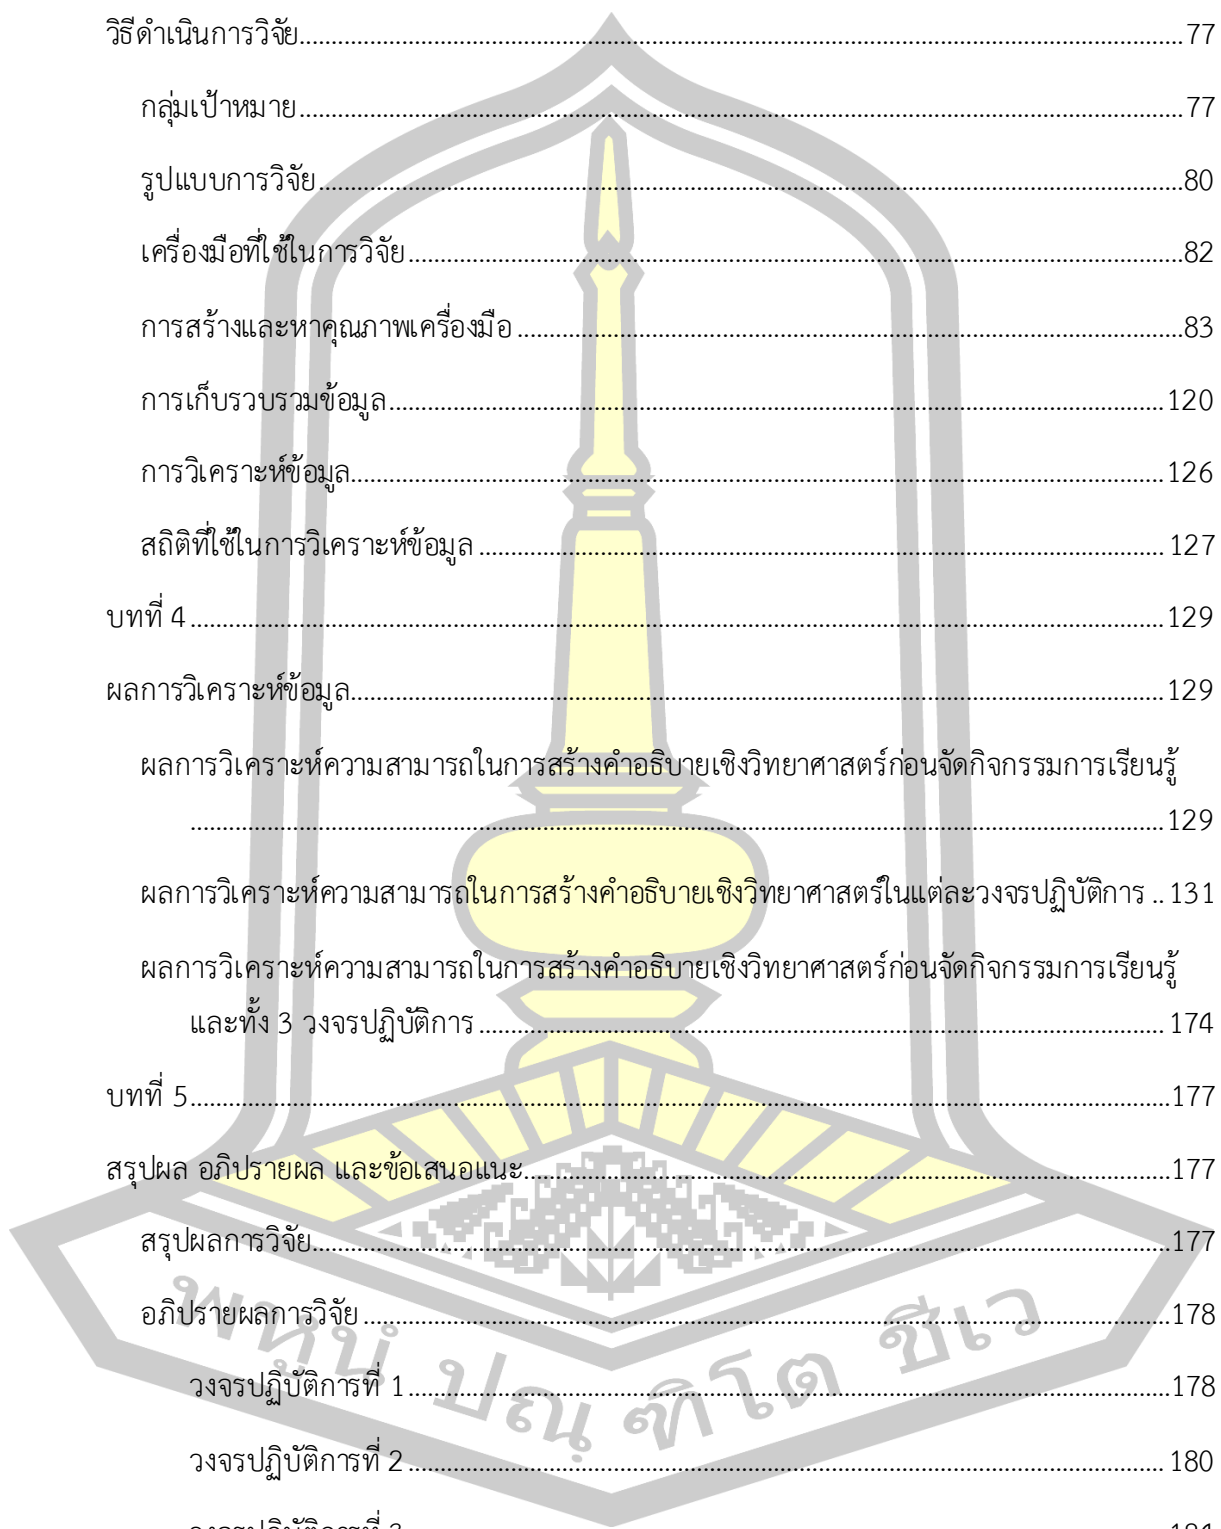 วิธีดำเนินการวิจัย....................77
กลุ่มเป้าหมาย....................77
รูปแบบการวิจัย....................80
เครื่องมือที่ใช้ในการวิจัย....................82
การสร้างและหาคุณภาพเครื่องมือ....................83
การเก็บรวบรวมข้อมูล....................120
การวิเคราะห์ข้อมูล....................126
สถิติที่ใช้ในการวิเคราะห์ข้อมูล....................127
บทที่ 4....................129
ผลการวิเคราะห์ข้อมูล....................129
ผลการวิเคราะห์ความสามารถในการสร้างคำอธิบายเชิงวิทยาศาสตร์ก่อนจัดกิจกรรมการเรียนรู้
....................129
ผลการวิเคราะห์ความสามารถในการสร้างคำอธิบายเชิงวิทยาศาสตร์ในแต่ละวงจรปฏิบัติการ ..131
ผลการวิเคราะห์ความสามารถในการสร้างคำอธิบายเชิงวิทยาศาสตร์ก่อนจัดกิจกรรมการเรียนรู้
และทั้ง 3 วงจรปฏิบัติการ....................174
บทที่ 5....................177
สรุปผล อภิปรายผล และข้อเสนอแนะ....................177
สรุปผลการวิจัย....................177
อภิปรายผลการวิจัย....................178
วงจรปฏิบัติการที่ 1....................178
วงจรปฏิบัติการที่ 2....................180
พหูนํ ปณฺฑิโต ชีเว